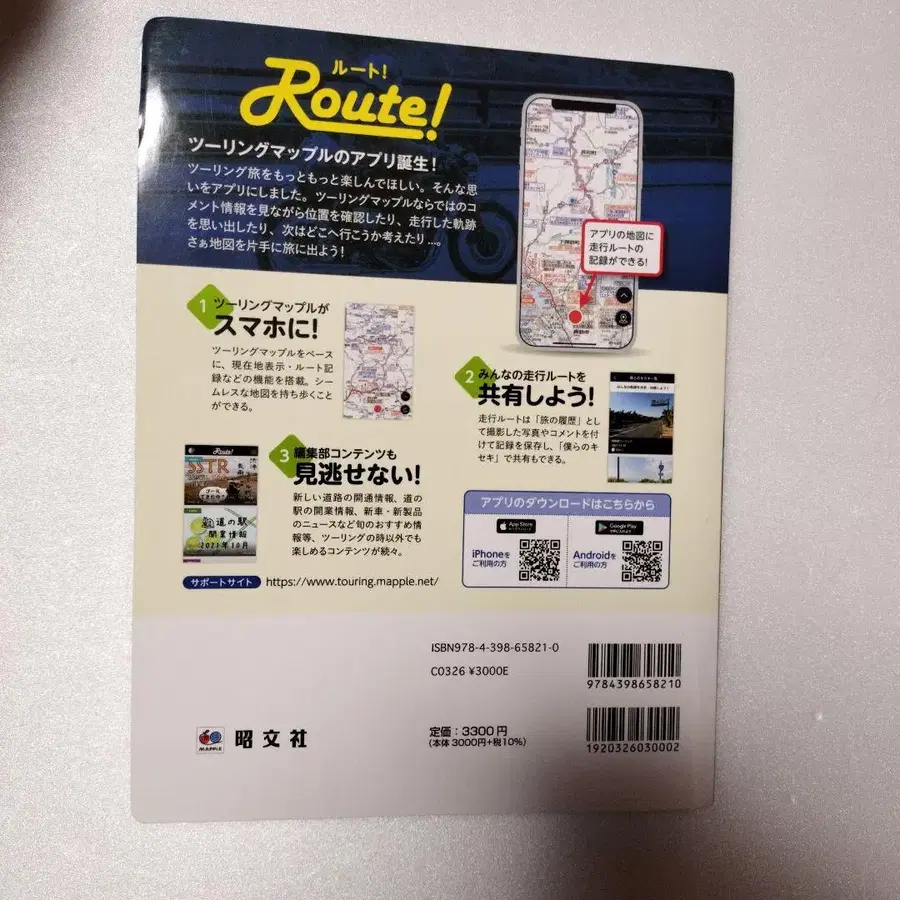 ルート!
Route!
ツーリングマップルのアプリ誕生!
ツーリング旅をもっともっと楽しんでほしい。そんな思
いをアプリにしました。ツーリングマップルならではのコ
メント情報を見ながら位置を確認したり、走行した軌跡
を思い出したり、次はどこへ行こうか考えたり…。
さぁ地図を片手に旅に出よう!
アプリの地図に
走行ルートの
記録ができる!
1 ツーリングマップルが
スマホに!
ツーリングマップルをベース
に、現在地表示・ルート記
録などの機能を搭載。シー
ムレスな地図を持ち歩くこと
ができる。
2 みんなの走行ルートを
共有しよう!
走行ルートは「旅の履歴」とし
て撮影した写真やコメントを付
けて記録を保存し、「僕らのキ
セキ」で共有もできる。
3 編集部コンテンツも
見逃せない!
新しい道路の開通情報、道の
駅の開業情報、新車・新製品
のニュースなど旬のおすすめ情
報等、ツーリングの時以外でも
楽しめるコンテンツが続々。
Route!
SSTR
道の駅
開業情報
2021年10月
アプリのダウンロードはこちらから
App Store
Google Play
iPhoneを
ご利用の方
Androidを
ご利用の方
サポートサイト https://www.touring.mapple.net/
ISBN978-4-398-65821-0
C0326 ¥3000E
9784398658210
MAPPLE
昭文社
定価:3300円
(本体3000円+税10%)
1920326030002